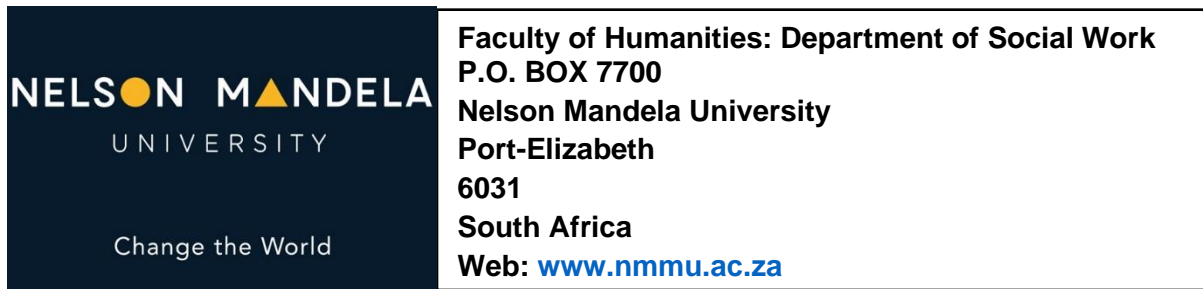 NELSON MANDELA
UNIVERSITY
Change the World
Faculty of Humanities: Department of Social Work
P.O. BOX 7700
Nelson Mandela University
Port-Elizabeth
6031
South Africa
Web: www.nmmu.ac.za